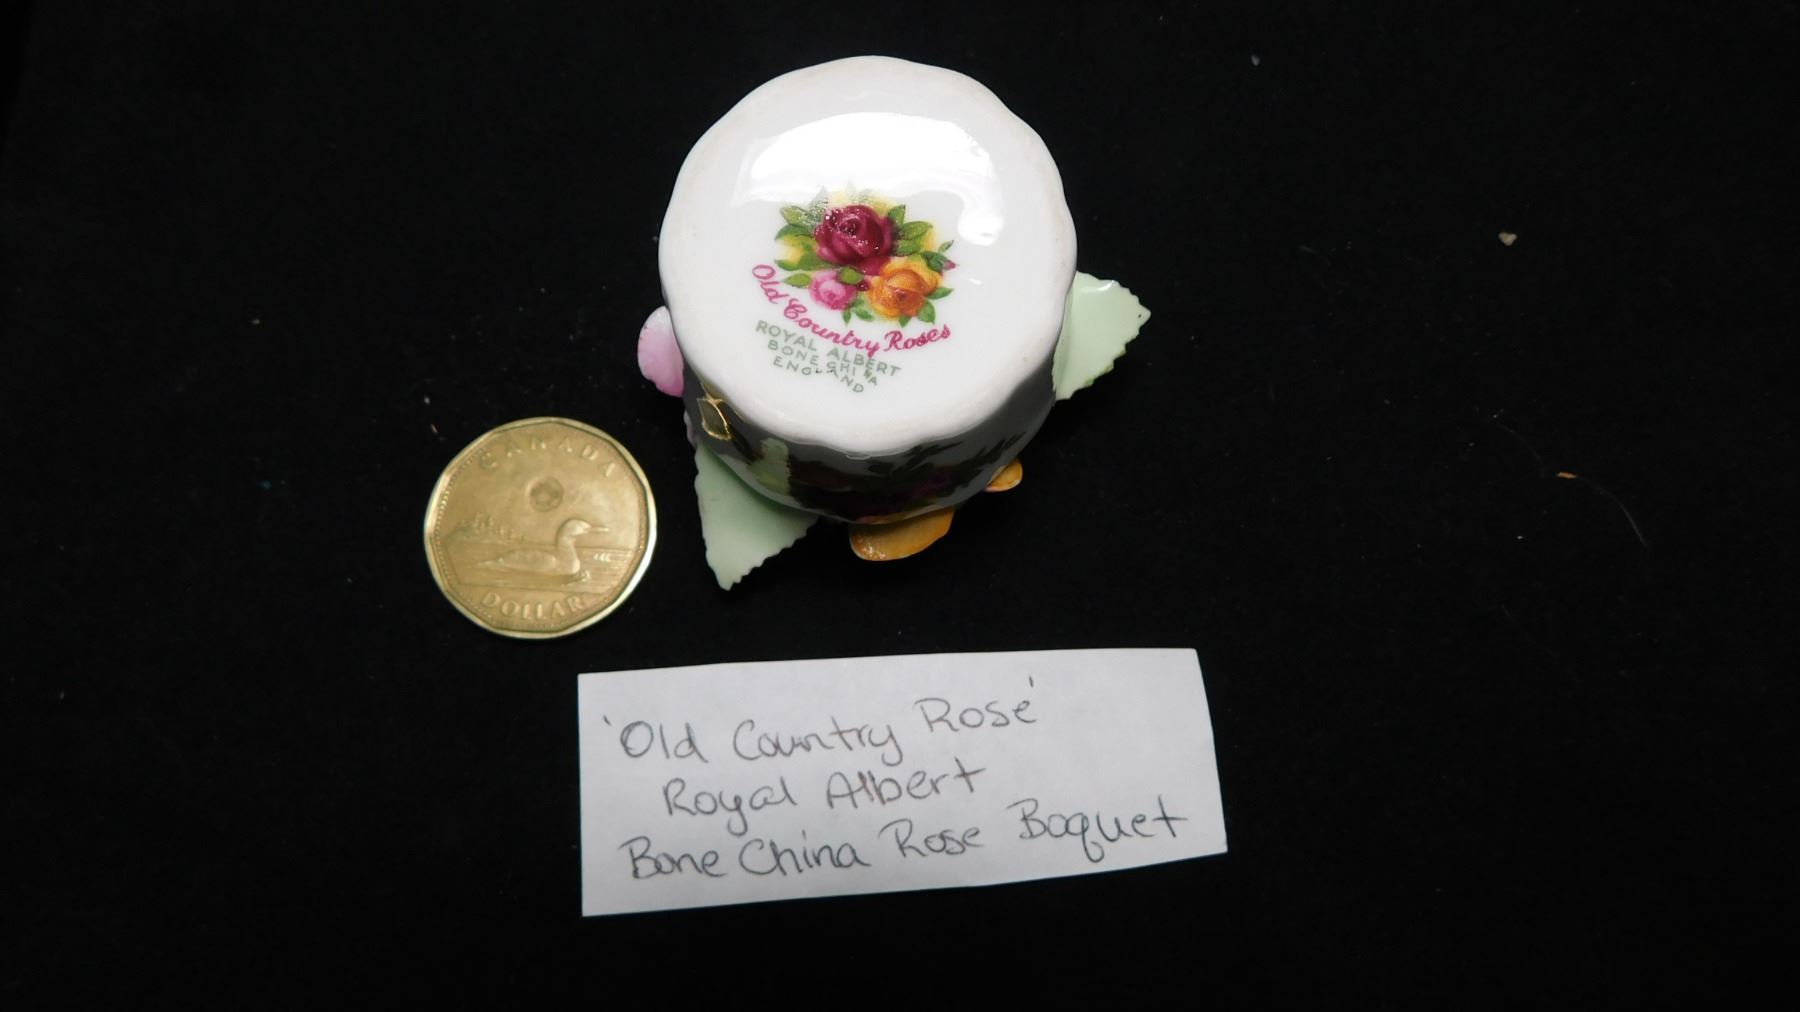 Old Country Roses
ROYAL ALBERT
BONE CHINA
ENGLAND
CANADA
DOLLAR
'Old Country Rose'
Royal Albert
Bone China Rose Boquet